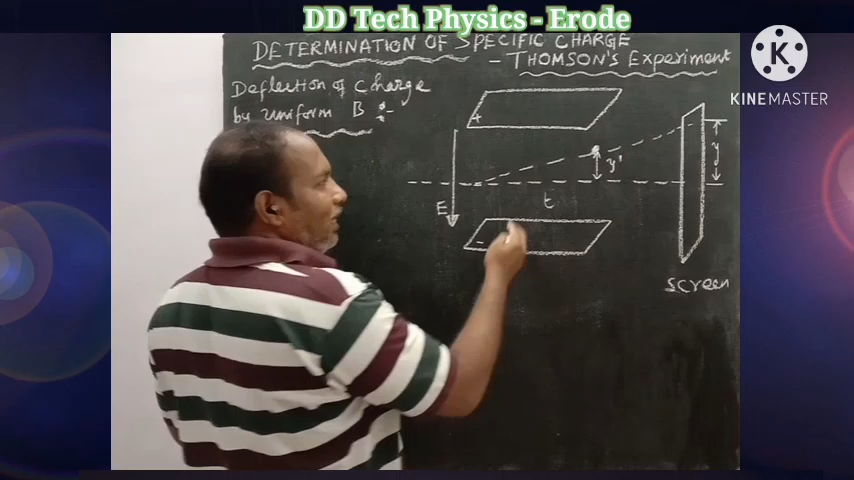 DD Tech Physics - Erode
K
KINEMASTER
DETERMINATION OF SPECIFIC CHARGE
- THOMSON'S Experiment
Deflection of charge
by uniform B :-
+
E
y'
y
t
-
screen